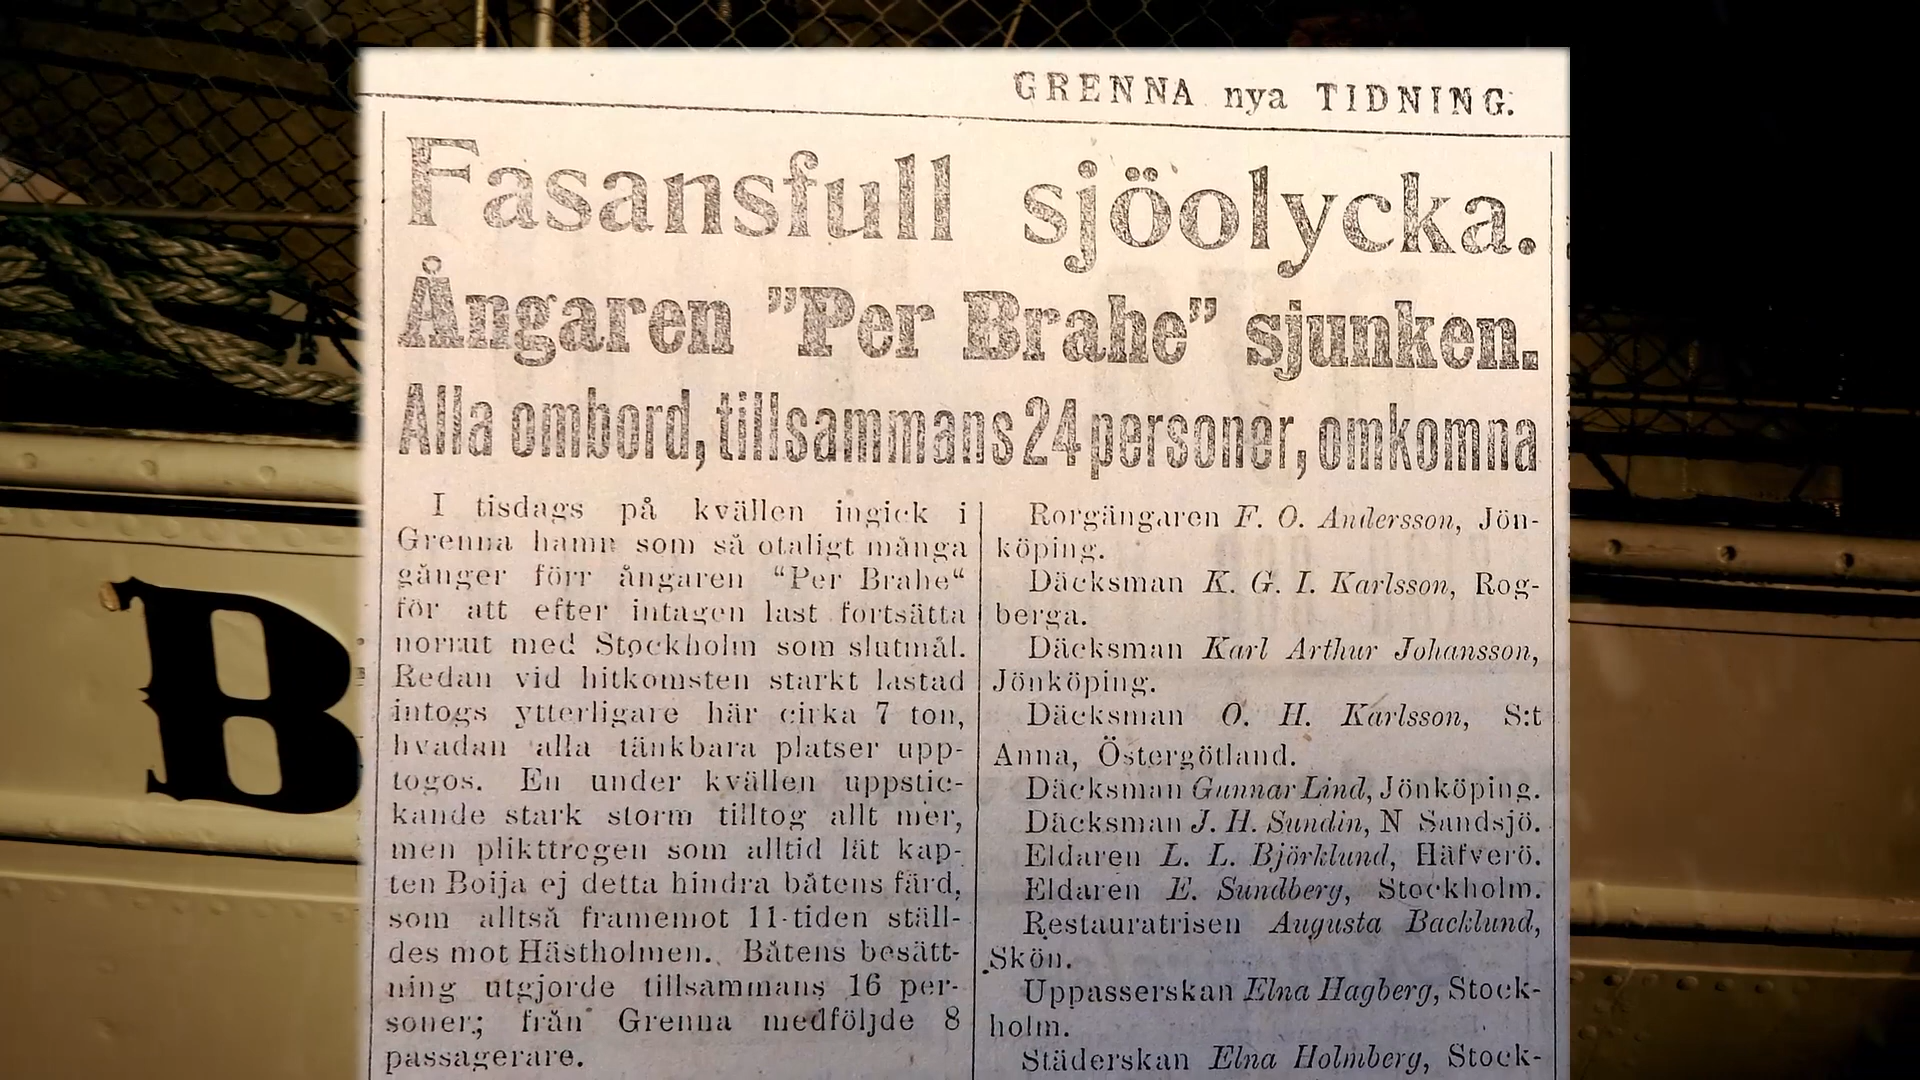 GRENNA nya TIDNING.
Fasansfull sjöolycka.
Ångaren "Per Brahe" sjunken.
Alla ombord, tillsammans 24 personer, omkomna
I tisdags på kvällen ingick i
Grenna hamn som så otaligt många
gånger förr ångaren “Per Brahe“
för att efter intagen last fortsätta
norrut med Stockholm som slutmål.
Redan vid hitkomsten starkt lastad
intogs ytterligare här cirka 7 ton,
hvadan alla tänkbara platser upp-
togos. En under kvällen uppstic-
kande stark storm tilltog allt mer,
men plikttrogen som alltid lät kap-
ten Boija ej detta hindra båtens färd,
som alltså framemot 11-tiden ställ-
des mot Hästholmen. Båtens besätt-
ning utgjorde tillsammans 16 per-
soner; från Grenna medföljde 8
passagerare.
Rorgängaren F. O. Andersson, Jön-
köping.
Däcksman K. G. I. Karlsson, Rog-
berga.
Däcksman Karl Arthur Johansson,
Jönköping.
Däcksman O. H. Karlsson, S:t
Anna, Östergötland.
Däcksman Gunnar Lind, Jönköping.
Däcksman J. H. Sundin, N Sandsjö.
Eldaren L. L. Björklund, Häfverö.
Eldaren E. Sundberg, Stockholm.
Restauratrisen Augusta Backlund,
Skön.
Uppasserskan Elna Hagberg, Stock-
holm.
Städerskan Elna Holmberg, Stock-
B